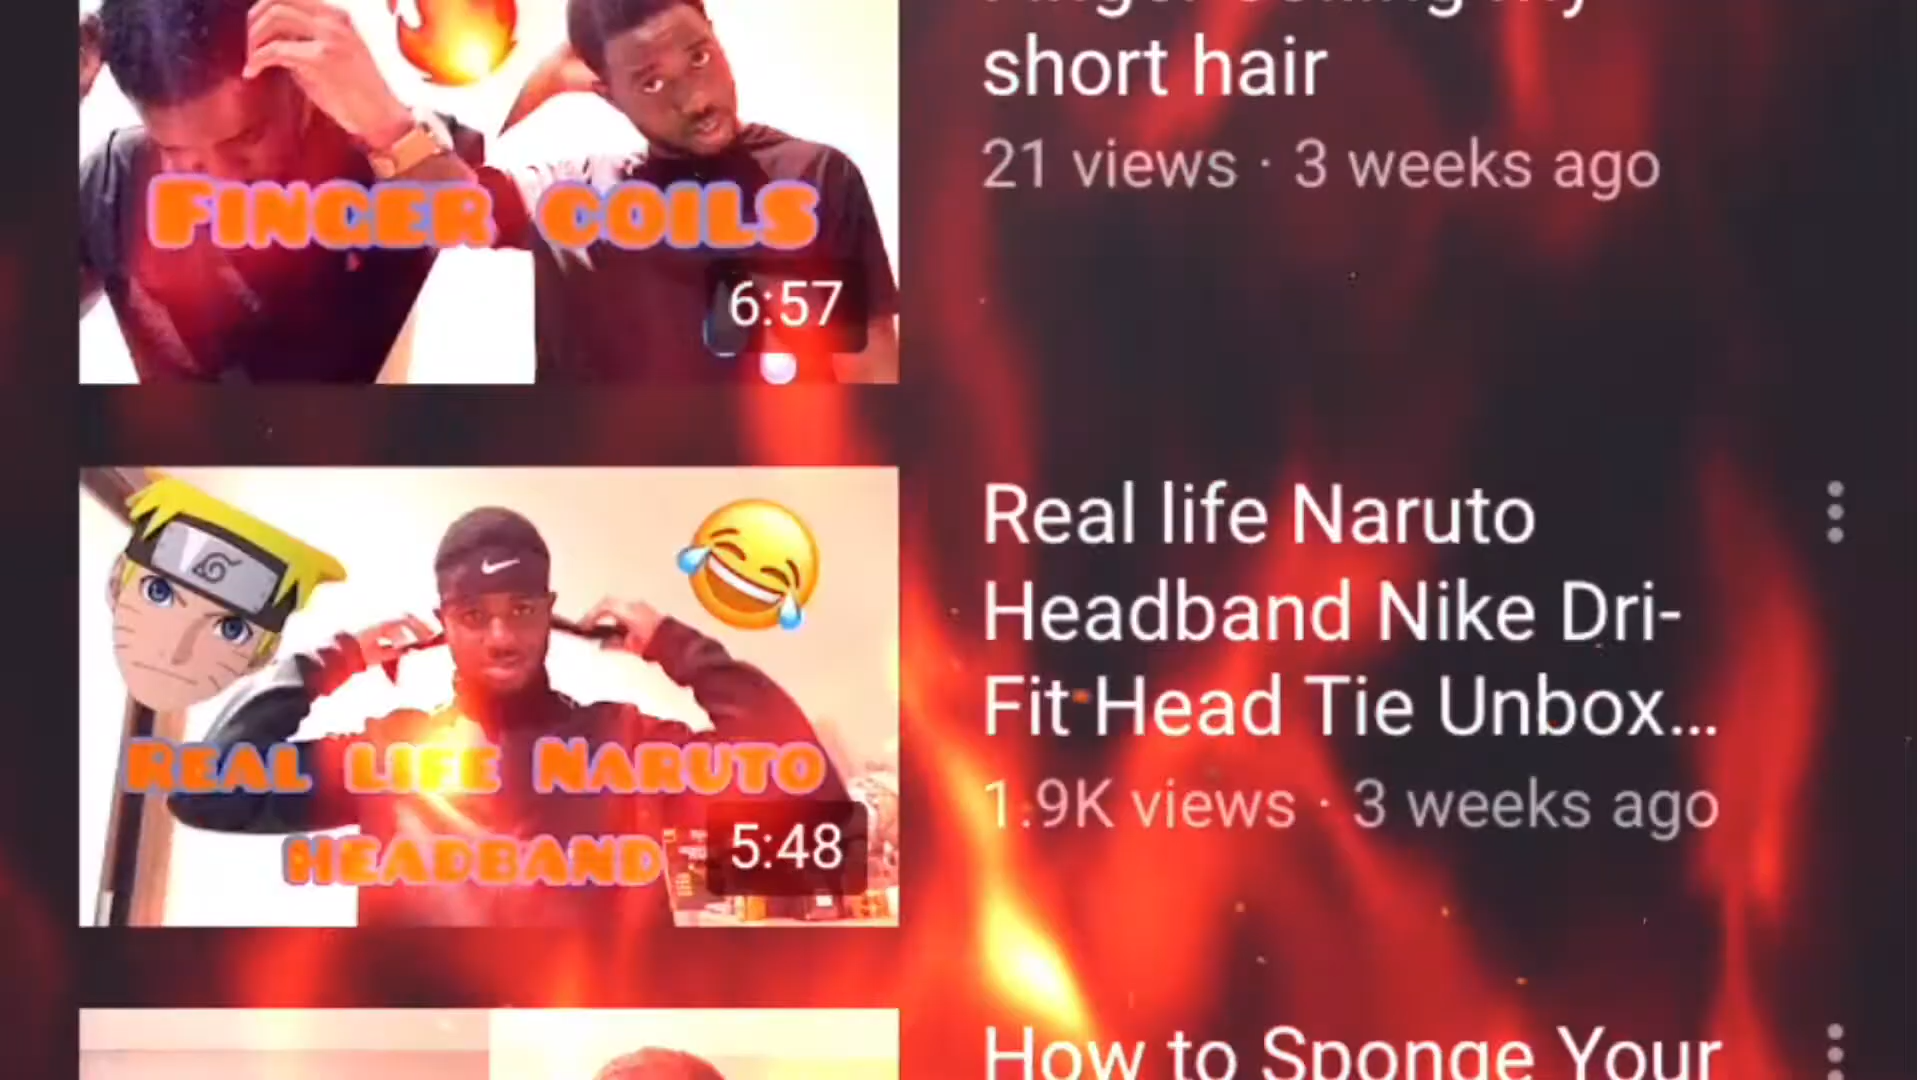 short hair
21 views · 3 weeks ago
FINGER COILS
6:57
Real life Naruto
Headband Nike Dri-
Fit Head Tie Unbox...
1.9K views · 3 weeks ago
REAL LIFE NARUTO
HEADBAND
5:48
How to Sponge Your